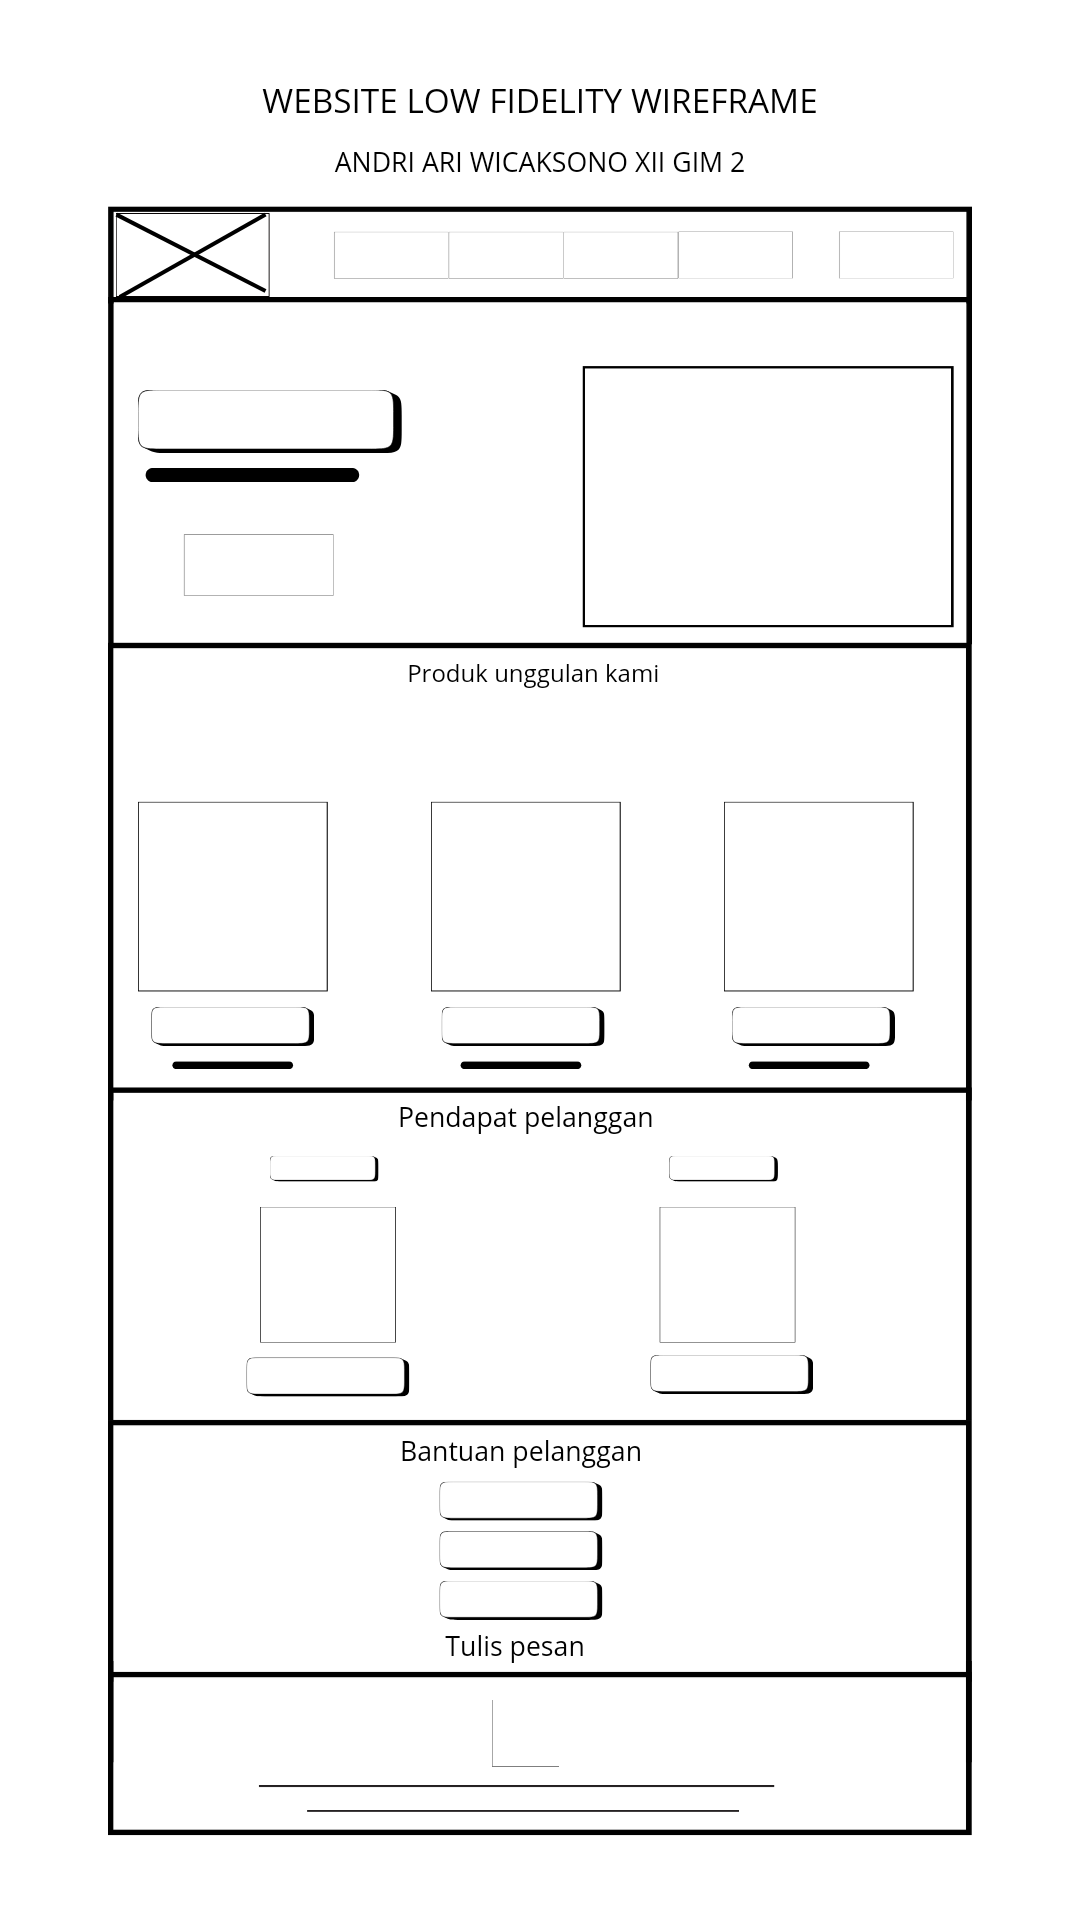 WEBSITE LOW FIDELITY WIREFRAME
ANDRI ARI WICAKSONO XII GIM 2
Produk unggulan kami
Pendapat pelanggan
Bantuan pelanggan
Tulis pesan